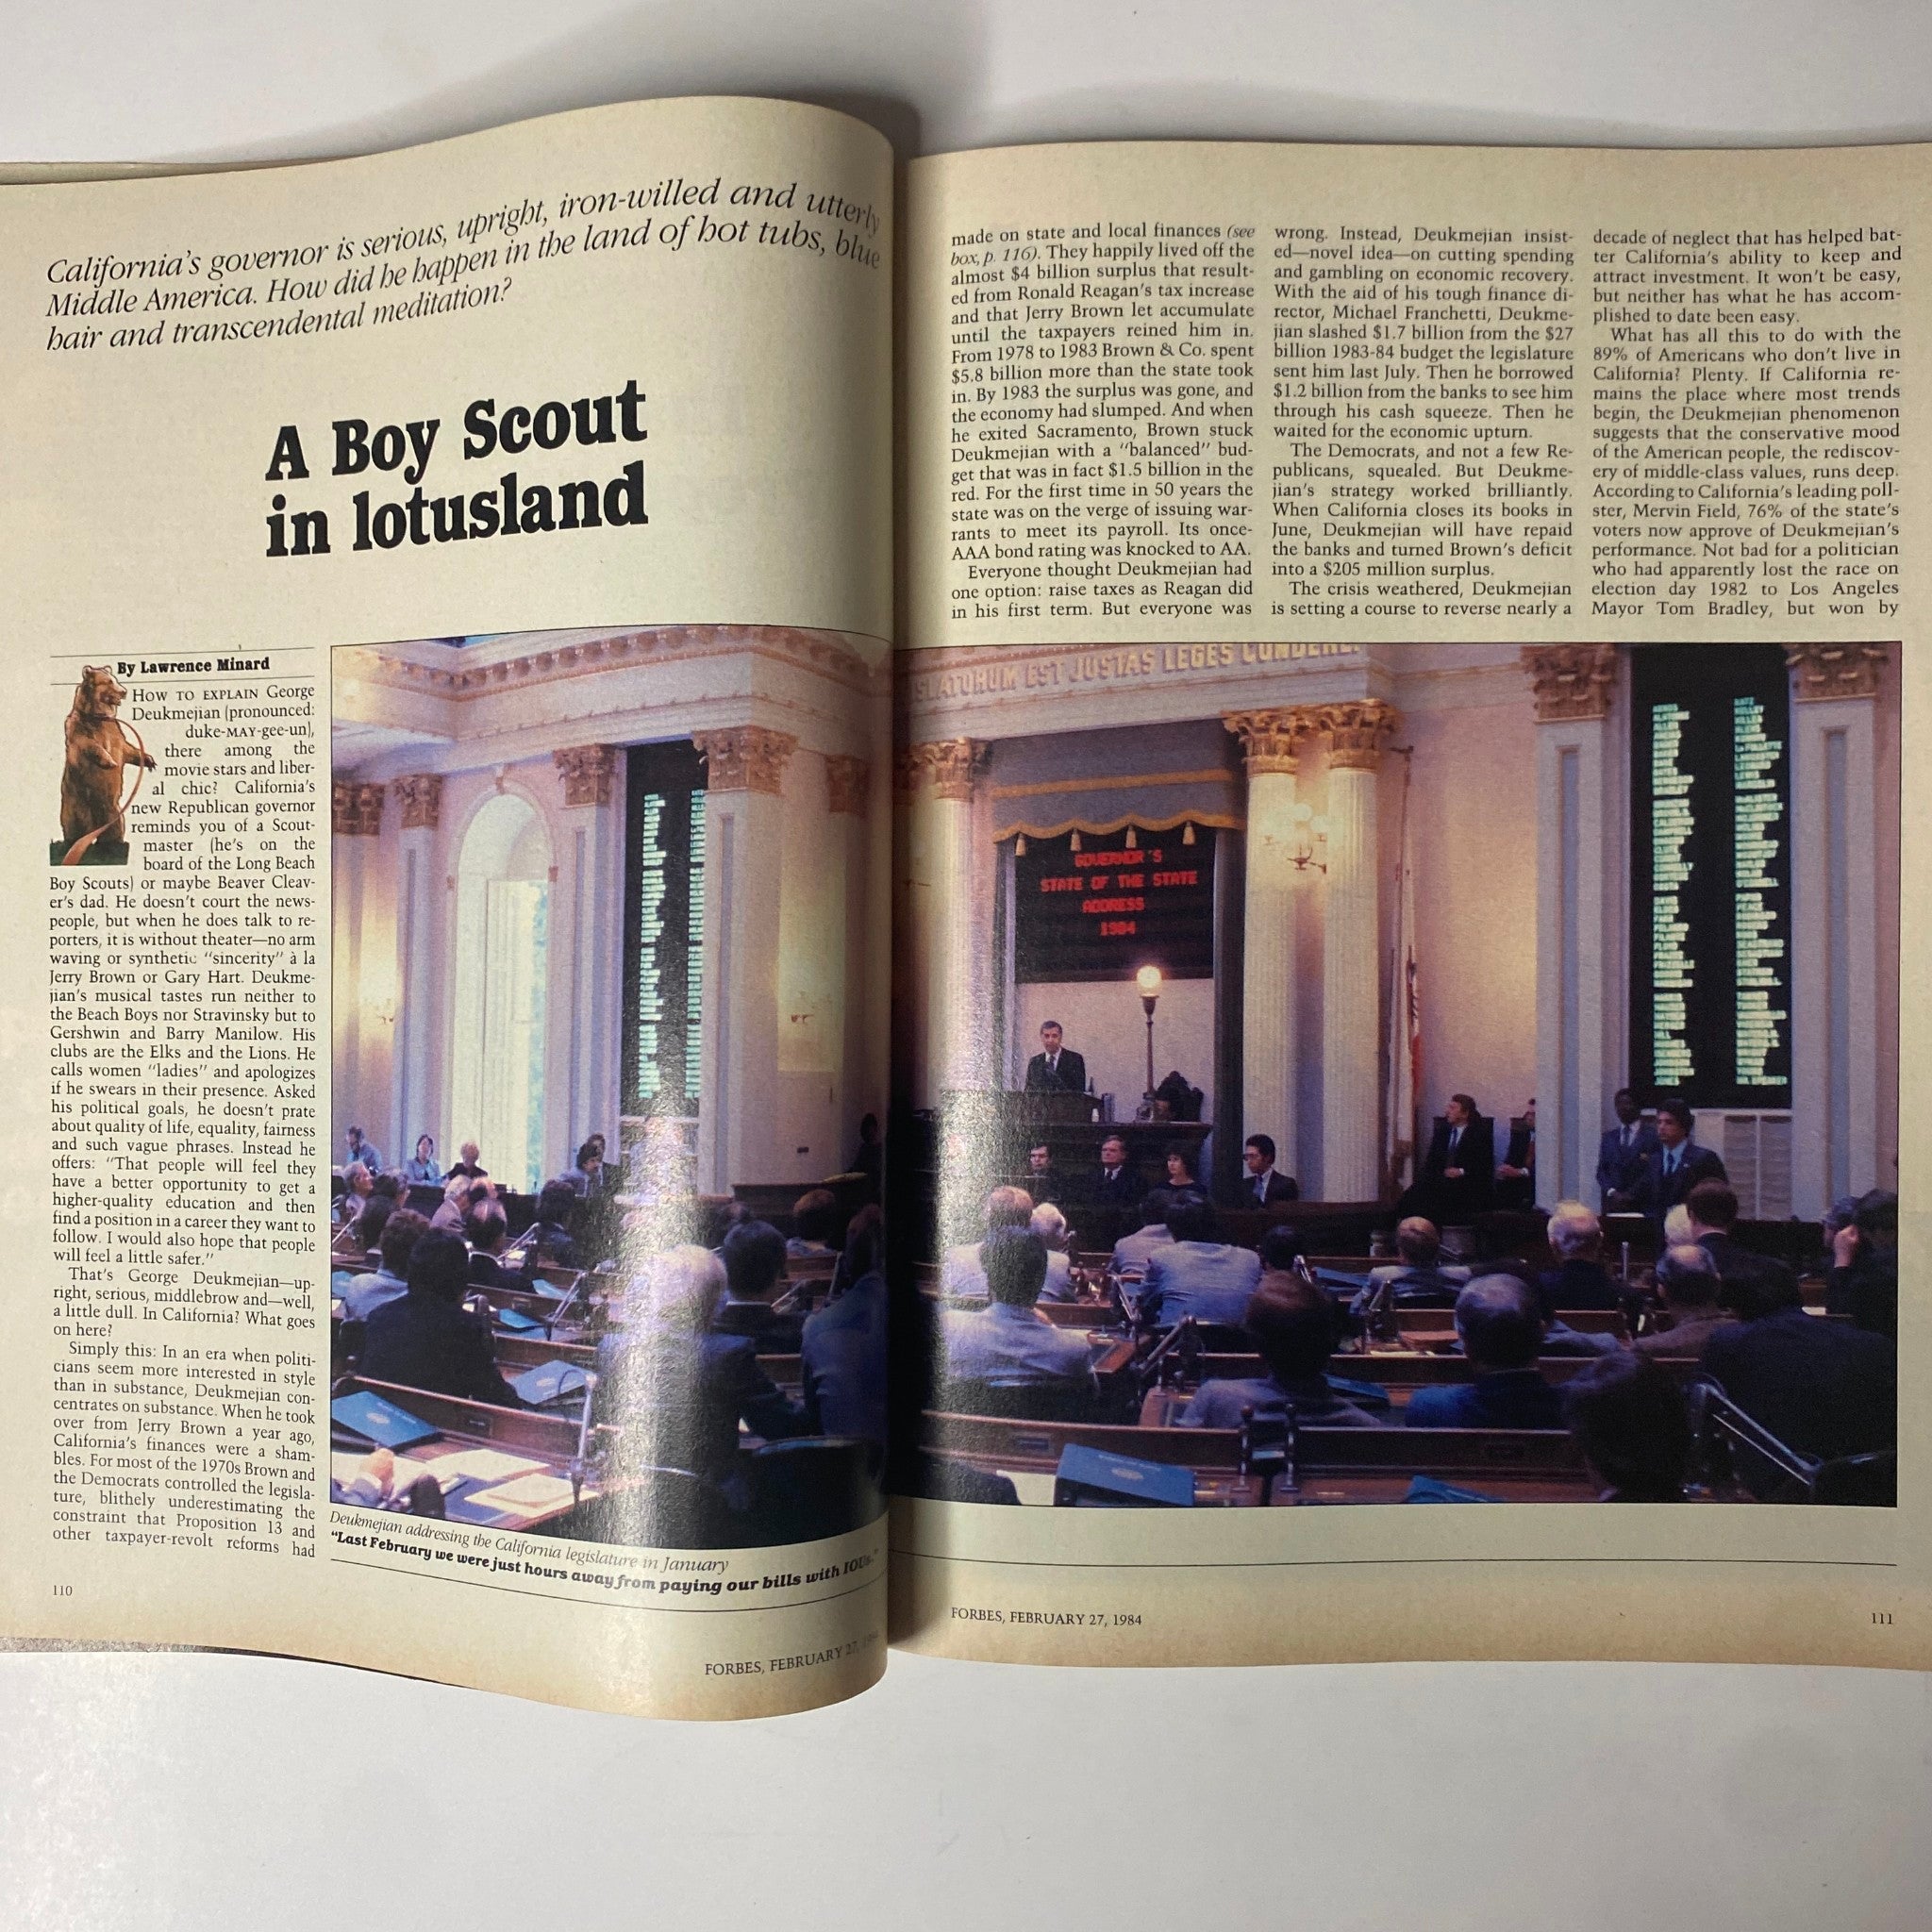 California's governor is serious, upright, iron-willed and utterly
Middle America. How did he happen in the land of hot tubs, blue
hair and transcendental meditation?
A Boy Scout
in lotusland
By Lawrence Minard
HOW TO EXPLAIN George
Deukmejian (pronounced:
duke-MAY-gee-un),
there among the
movie stars and liber-
al chic? California's
new Republican governor
reminds you of a Scout-
master (he's on the
board of the Long Beach
Boy Scouts) or maybe Beaver Cleav-
er's dad. He doesn't court the news-
people, but when he does talk to re-
porters, it is without theater—no arm
waving or synthetic "sincerity" à la
Jerry Brown or Gary Hart. Deukme-
jian's musical tastes run neither to
the Beach Boys nor Stravinsky but to
Gershwin and Barry Manilow. His
clubs are the Elks and the Lions. He
calls women "ladies" and apologizes
if he swears in their presence. Asked
his political goals, he doesn't prate
about quality of life, equality, fairness
and such vague phrases. Instead he
offers: "That people will feel they
have a better opportunity to get a
higher-quality education and then
find a position in a career they want to
follow. I would also hope that people
will feel a little safer."
That's George Deukmejian—up-
right, serious, middlebrow and—well,
a little dull. In California? What goes
on here?
Simply this: In an era when politi-
cians seem more interested in style
than in substance, Deukmejian con-
centrates on substance. When he took
over from Jerry Brown a year ago,
California's finances were a sham-
bles. For most of the 1970s Brown and
the Democrats controlled the legisla-
ture, blithely underestimating the
constraint that Proposition 13 and
other taxpayer-revolt reforms had
Deukmejian addressing the California legislature in January
"Last February we were just hours away from paying our bills with IOUs."
110
FORBES, FEBRUARY 27, 1984
made on state and local finances (see
box, p. 116). They happily lived off the
almost $4 billion surplus that result-
ed from Ronald Reagan's tax increase
and that Jerry Brown let accumulate
until the taxpayers reined him in.
From 1978 to 1983 Brown & Co. spent
$5.8 billion more than the state took
in. By 1983 the surplus was gone, and
the economy had slumped. And when
he exited Sacramento, Brown stuck
Deukmejian with a "balanced" bud-
get that was in fact $1.5 billion in the
red. For the first time in 50 years the
state was on the verge of issuing war-
rants to meet its payroll. Its once-
AAA bond rating was knocked to AA.
Everyone thought Deukmejian had
one option: raise taxes as Reagan did
in his first term. But everyone was
wrong. Instead, Deukmejian insist-
ed—novel idea—on cutting spending
and gambling on economic recovery.
With the aid of his tough finance di-
rector, Michael Franchetti, Deukme-
jian slashed $1.7 billion from the $27
billion 1983-84 budget the legislature
sent him last July. Then he borrowed
$1.2 billion from the banks to see him
through his cash squeeze. Then he
waited for the economic upturn.
The Democrats, and not a few Re-
publicans, squealed. But Deukme-
jian's strategy worked brilliantly.
When California closes its books in
June, Deukmejian will have repaid
the banks and turned Brown's deficit
into a $205 million surplus.
The crisis weathered, Deukmejian
is setting a course to reverse nearly a
decade of neglect that has helped bat-
ter California's ability to keep and
attract investment. It won't be easy,
but neither has what he has accom-
plished to date been easy.
What has all this to do with the
89% of Americans who don't live in
California? Plenty. If California re-
mains the place where most trends
begin, the Deukmejian phenomenon
suggests that the conservative mood
of the American people, the rediscov-
ery of middle-class values, runs deep.
According to California's leading poll-
ster, Mervin Field, 76% of the state's
voters now approve of Deukmejian's
performance. Not bad for a politician
who had apparently lost the race on
election day 1982 to Los Angeles
Mayor Tom Bradley, but won by
EST JUSTAS LEGES
GOVERNOR'S
STATE OF THE STATE
ADDRESS
1984
FORBES, FEBRUARY 27, 1984
111